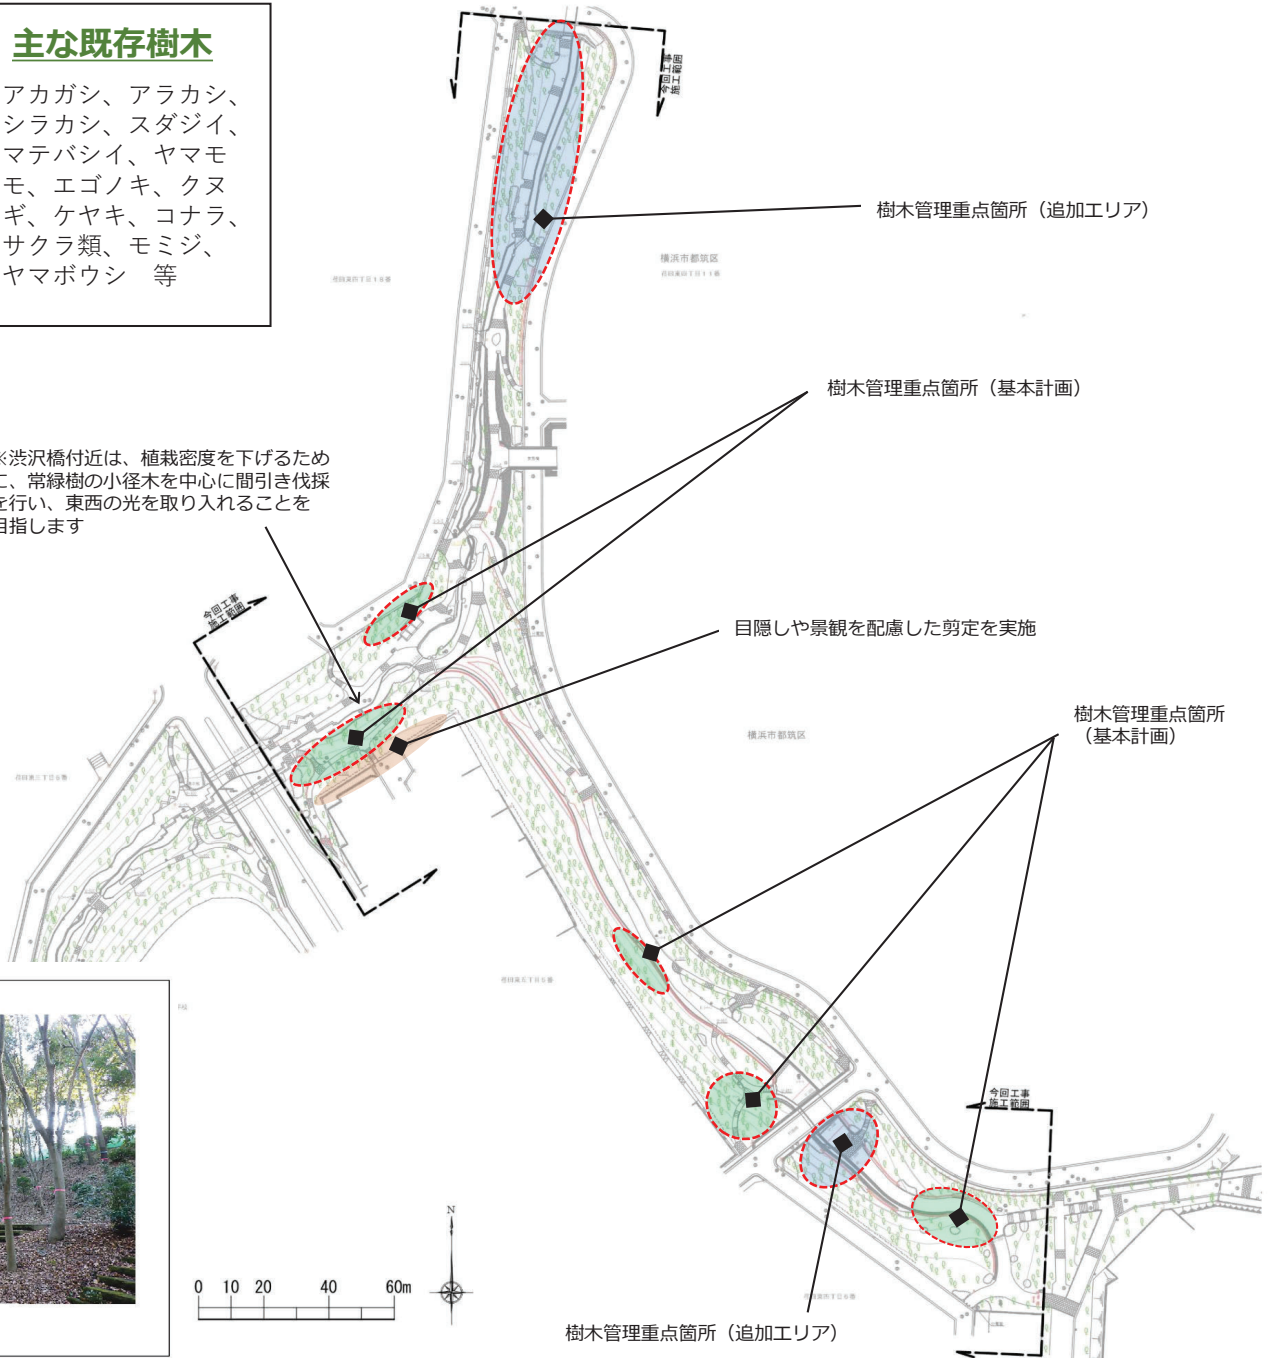 主な既存樹木
アカガシ、アラカシ、
シラカシ、スダジイ、
マテバシイ、ヤマモ
モ、エゴノキ、クヌ
ギ、ケヤキ、コナラ、
サクラ類、モミジ、
ヤマボウシ　等
今回工事
施工範囲
樹木管理重点箇所（追加エリア）
横浜市都筑区
樹木管理重点箇所（基本計画）
※渋沢橋付近は、植栽密度を下げるため
に、常緑樹の小径木を中心に間引き伐採
を行い、東西の光を取り入れることを
目指します
今回工事
施工範囲
目隠しや景観を配慮した剪定を実施
樹木管理重点箇所
（基本計画）
横浜市都筑区
今回工事
施工範囲
N
0 10 20 40 60m
樹木管理重点箇所（追加エリア）